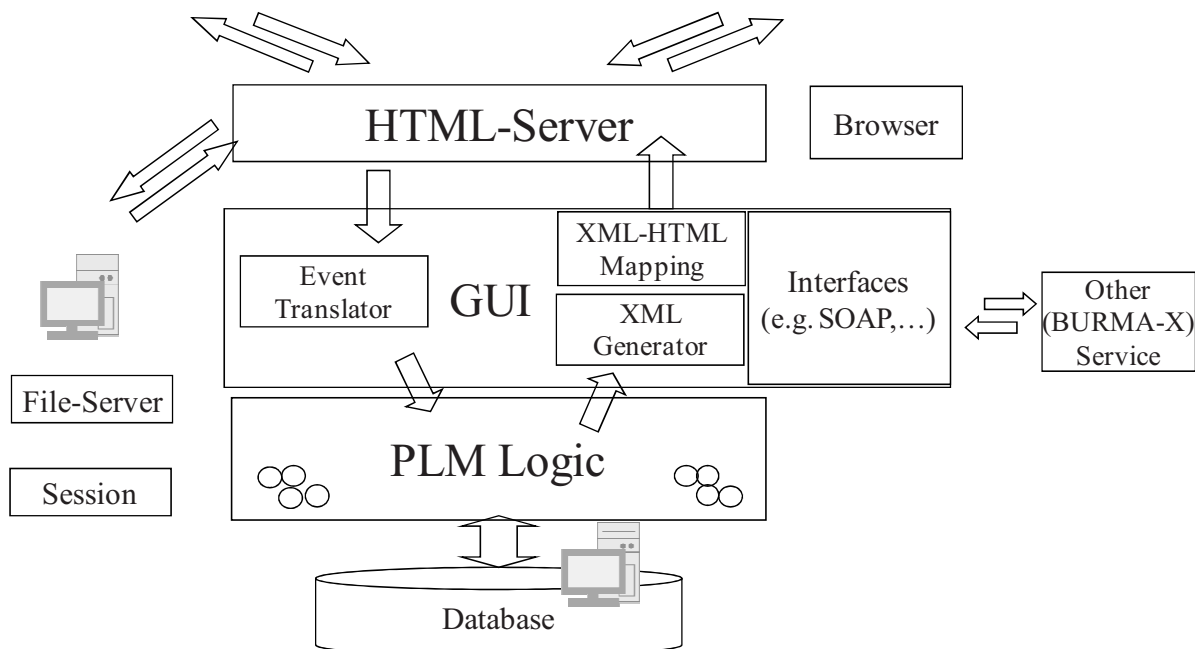 HTML-Server
Browser
Event
Translator
GUI
XML-HTML
Mapping
XML
Generator
Interfaces
(e.g. SOAP,…)
Other
(BURMA-X)
Service
File-Server
Session
PLM Logic
Database